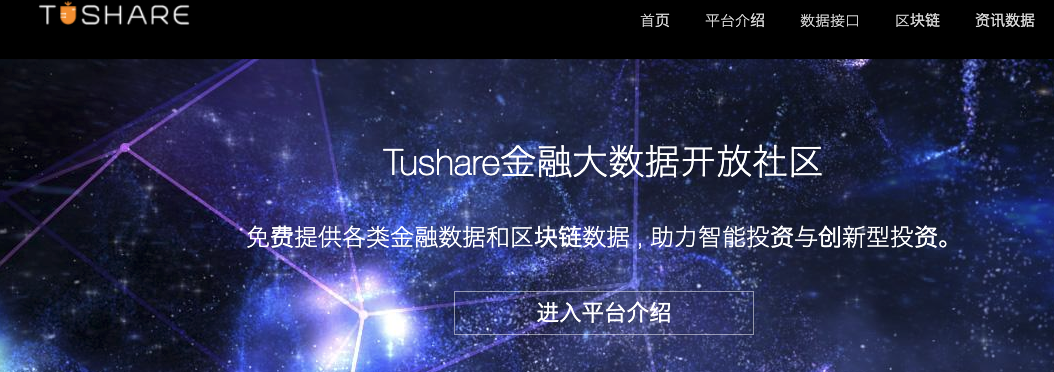 TUSHARE
首页 平台介绍 数据接口 区块链 资讯数据
Tushare金融大数据开放社区
免费提供各类金融数据和区块链数据，助力智能投资与创新型投资。
进入平台介绍